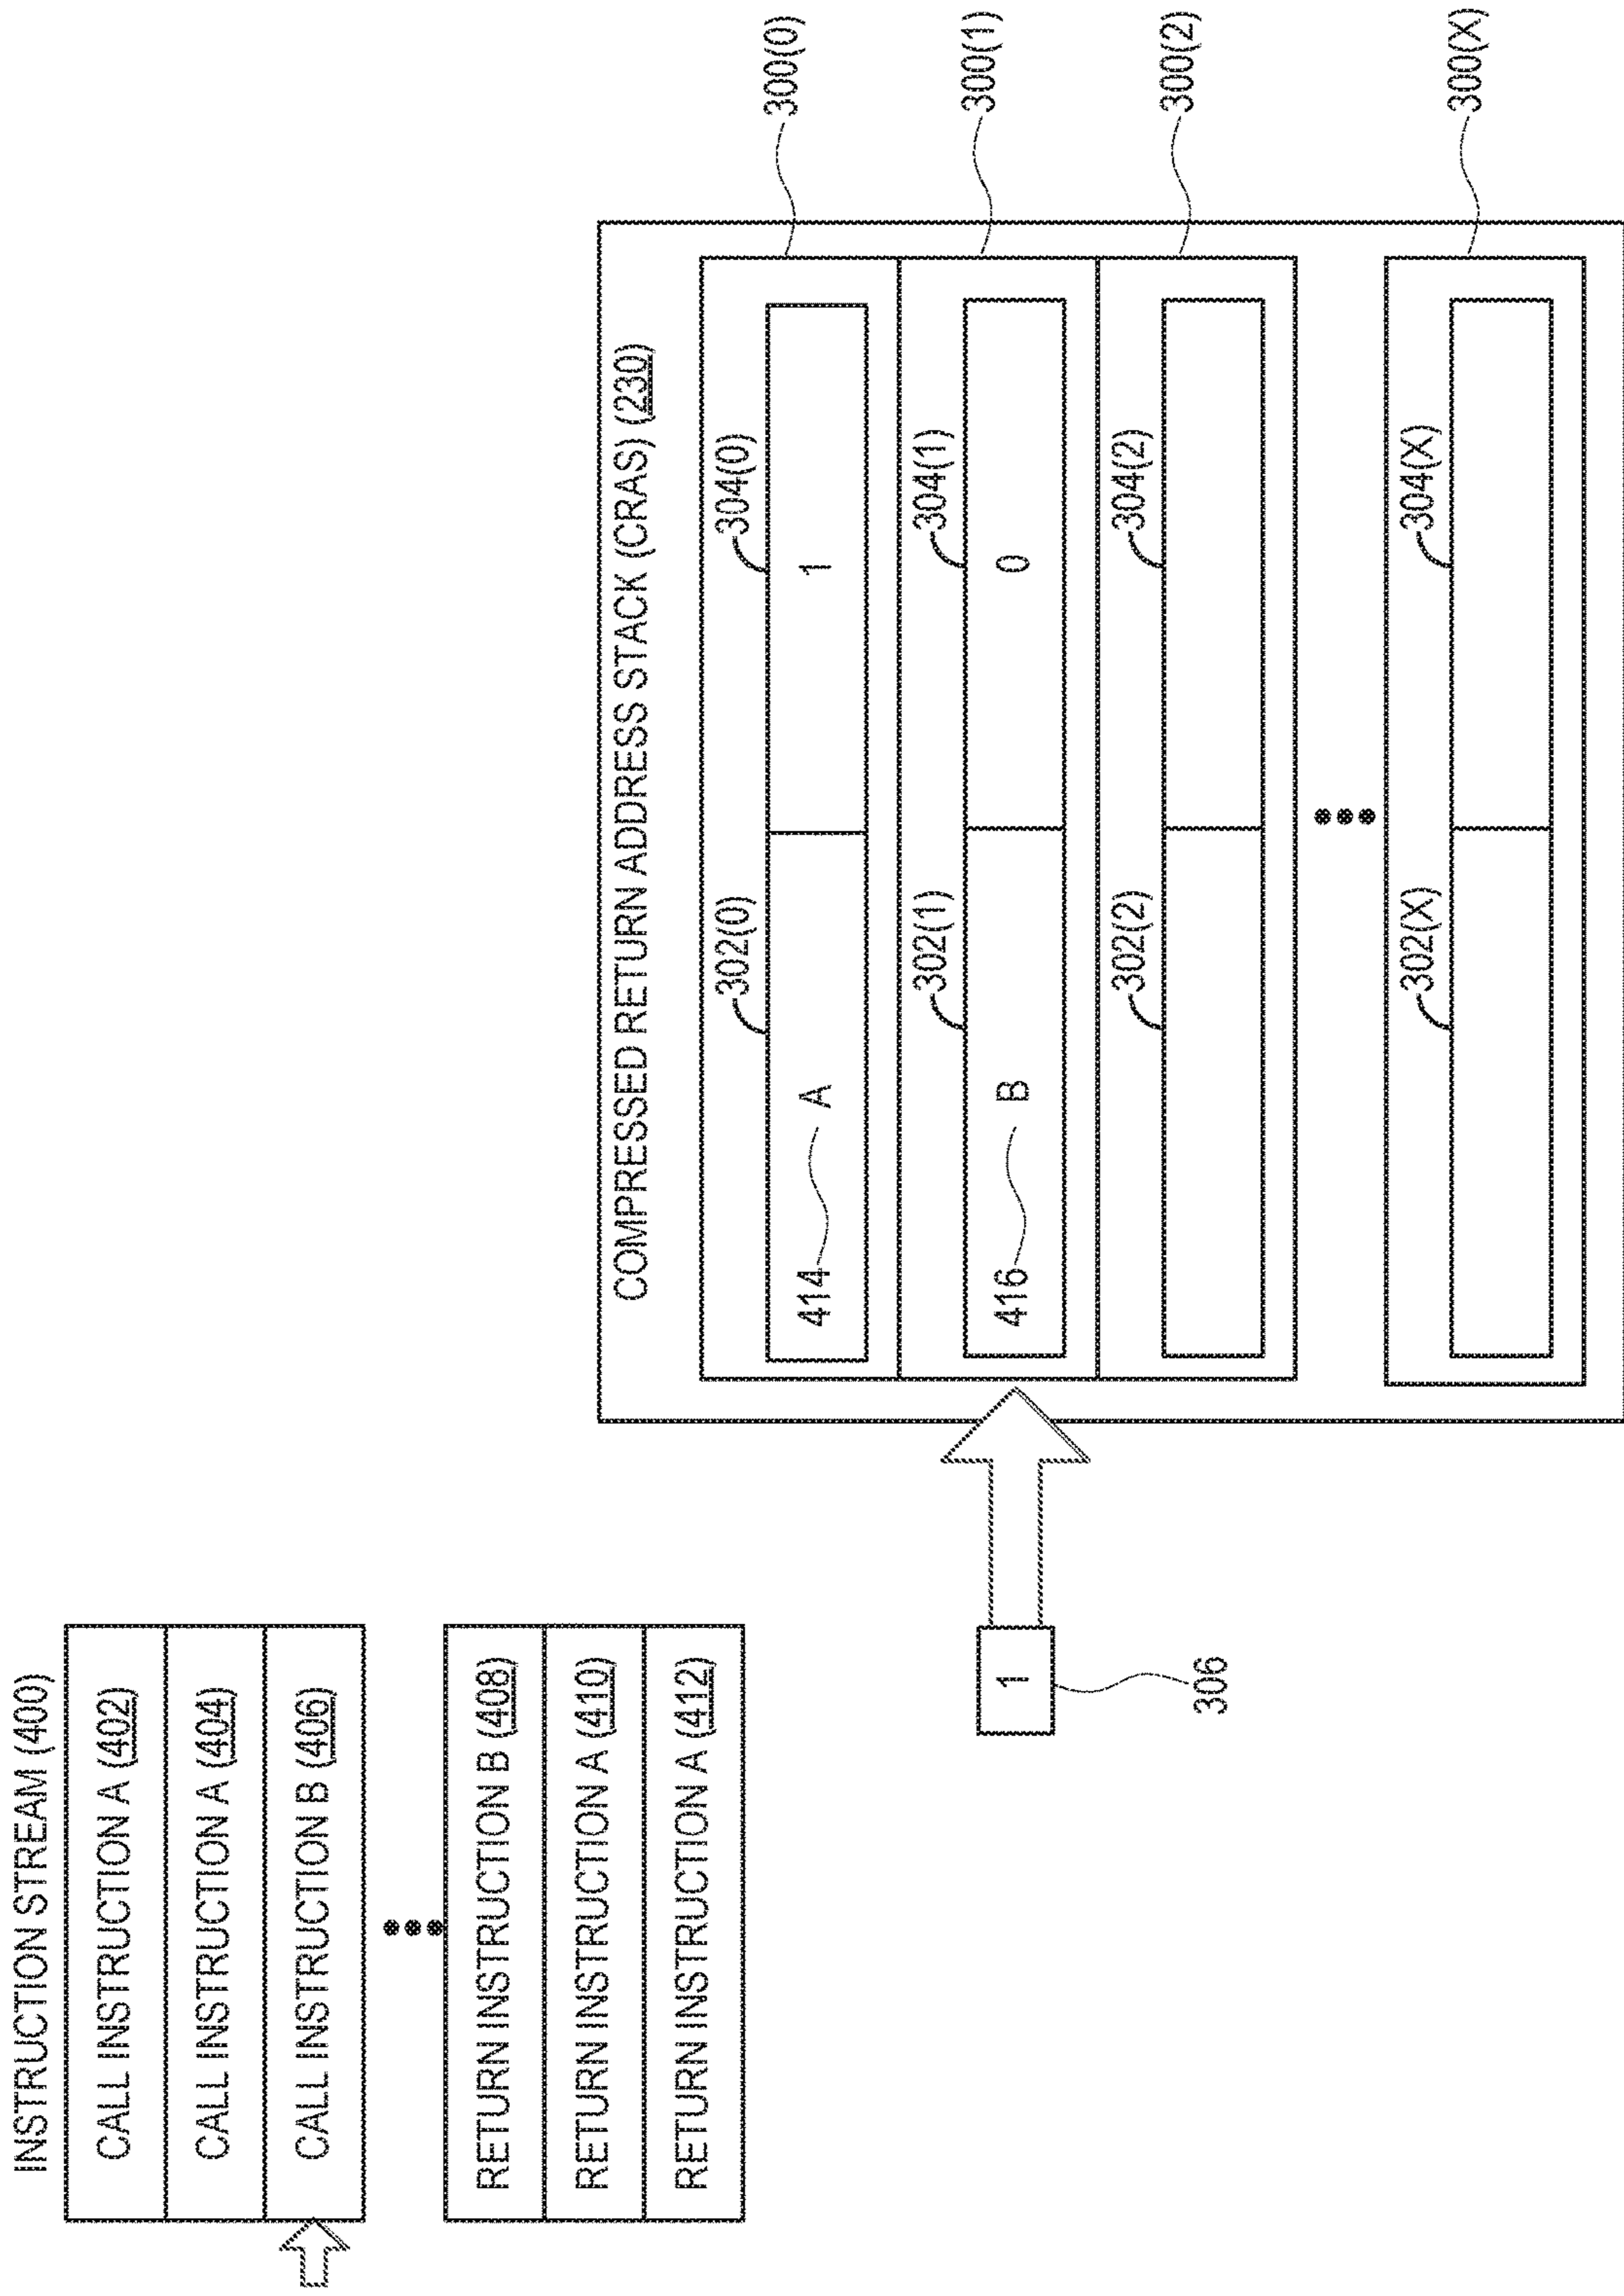 INSTRUCTION STREAM (400)
CALL INSTRUCTION A (402)
CALL INSTRUCTION A (404)
CALL INSTRUCTION B (406)
RETURN INSTRUCTION B (408)
RETURN INSTRUCTION A (410)
RETURN INSTRUCTION A (412)
1
306
COMPRESSED RETURN ADDRESS STACK (CRAS) (230)
302(0) 304(0)
414 A 1
300(0)
302(1) 304(1)
416 B 0
300(1)
302(2) 304(2)
300(2)
302(X) 304(X)
300(X)